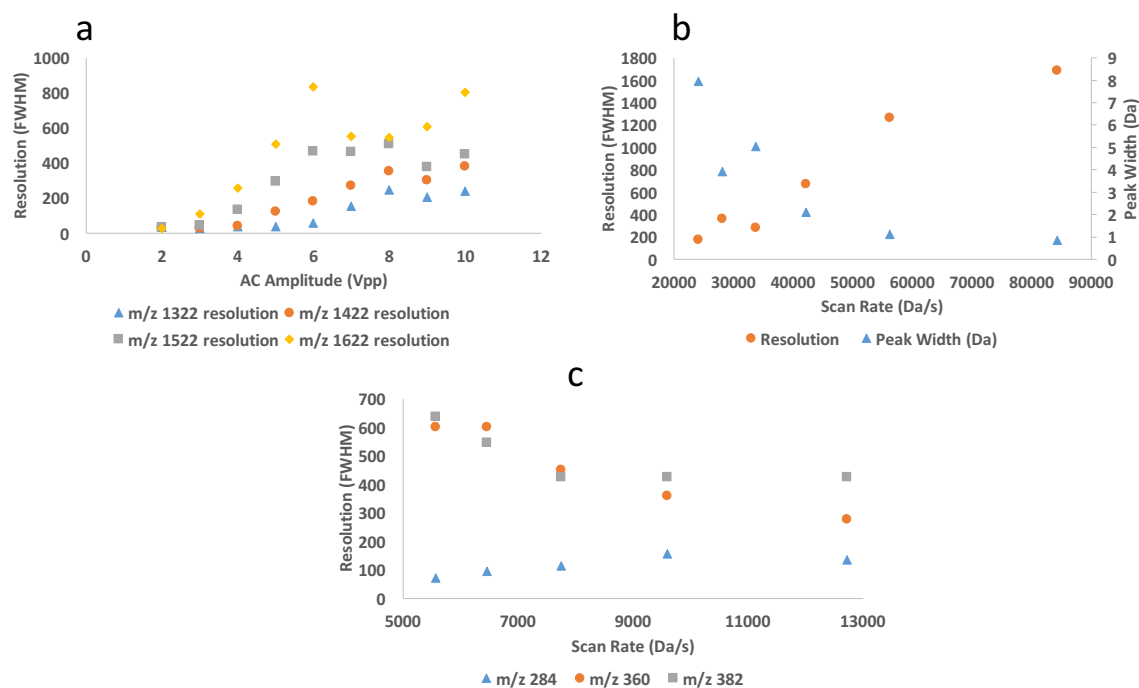 a
1000
800
600
400
200
0
Resolution (FWHM)
0 2 4 6 8 10 12
AC Amplitude (Vpp)
m/z 1322 resolution m/z 1422 resolution
m/z 1522 resolution m/z 1622 resolution
b
1800
1600
1400
1200
1000
800
600
400
200
0
Resolution (FWHM)
9
8
7
6
5
4
3
2
1
0
Peak Width (Da)
20000 30000 40000 50000 60000 70000 80000 90000
Scan Rate (Da/s)
Resolution Peak Width (Da)
c
700
600
500
400
300
200
100
0
Resolution (FWHM)
5000 7000 9000 11000 13000
Scan Rate (Da/s)
m/z 284 m/z 360 m/z 382